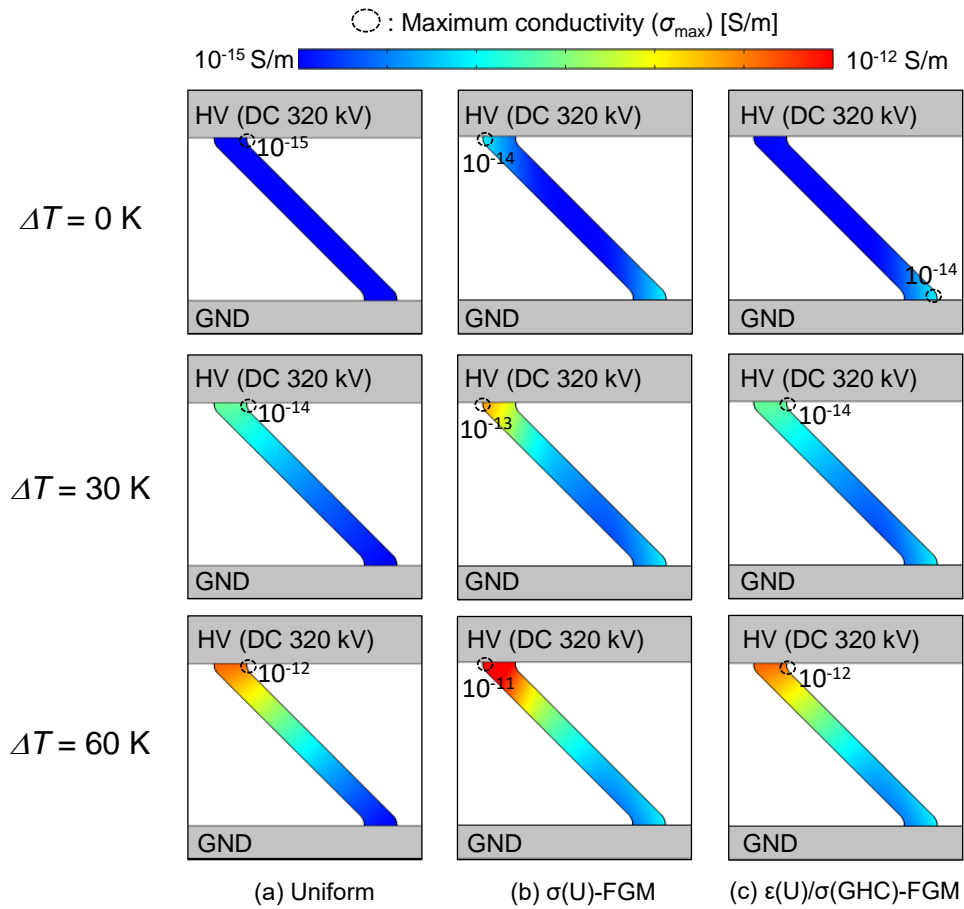 : Maximum conductivity (σmax) [S/m]
10⁻¹⁵ S/m 10⁻¹² S/m
HV (DC 320 kV) HV (DC 320 kV) HV (DC 320 kV)
10⁻¹⁵ 10⁻¹⁴
ΔT = 0 K
10⁻¹⁴
GND GND GND
HV (DC 320 kV) HV (DC 320 kV) HV (DC 320 kV)
10⁻¹⁴ 10⁻¹³ 10⁻¹⁴
ΔT = 30 K
GND GND GND
HV (DC 320 kV) HV (DC 320 kV) HV (DC 320 kV)
10⁻¹² 10⁻¹¹ 10⁻¹²
ΔT = 60 K
GND GND GND
(a) Uniform (b) σ(U)-FGM (c) ε(U)/σ(GHC)-FGM